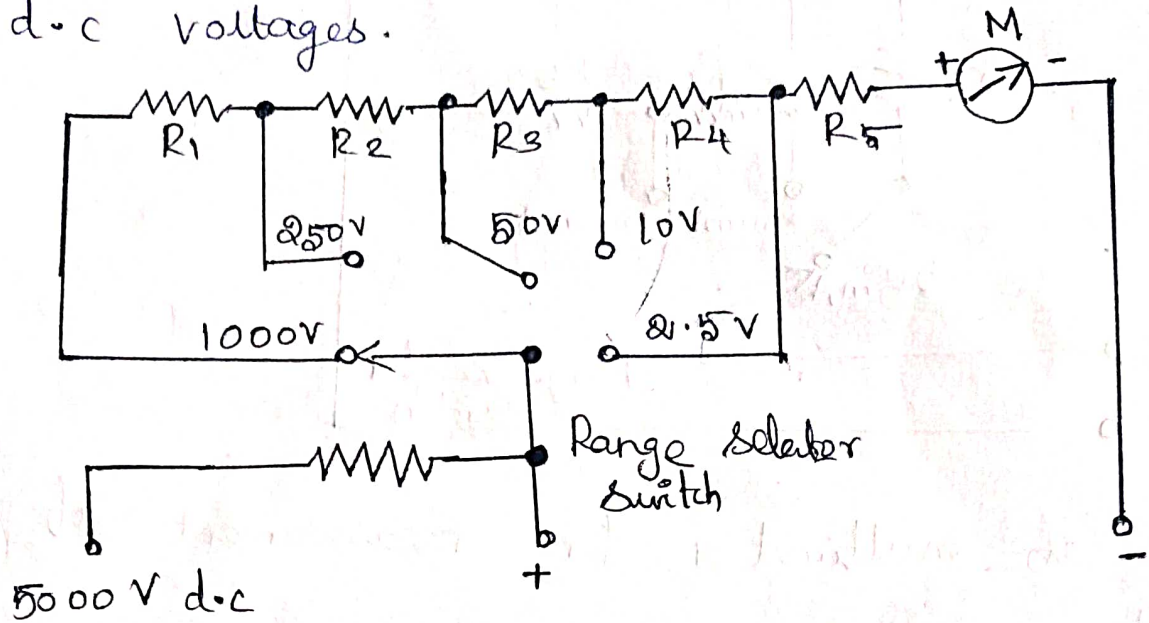 d.c voltages.
M
+ -
R1 R2 R3 R4 R5
250V 50V 10V
1000V 2.5V
Range selector
switch
+ -
5000 V d.c